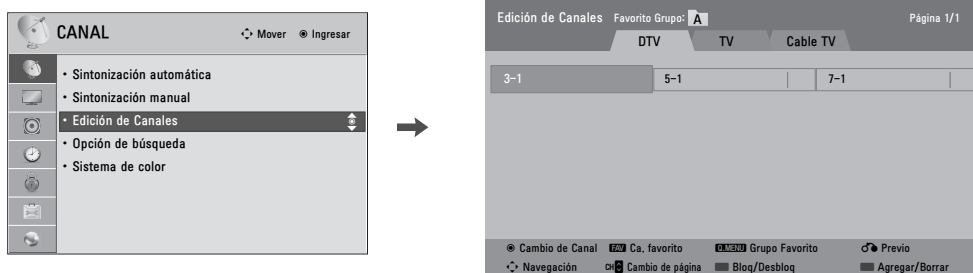 CANAL Mover Ingresar
• Sintonización automática
• Sintonización manual
• Edición de Canales
• Opción de búsqueda
• Sistema de color
Edición de Canales Favorito Grupo: A Página 1/1
DTV TV Cable TV
3-1 5-1 7-1
Cambio de Canal FAV Ca. favorito Q.MENU Grupo Favorito Previo
Navegación CH Cambio de página Bloq/Desbloq Agregar/Borrar